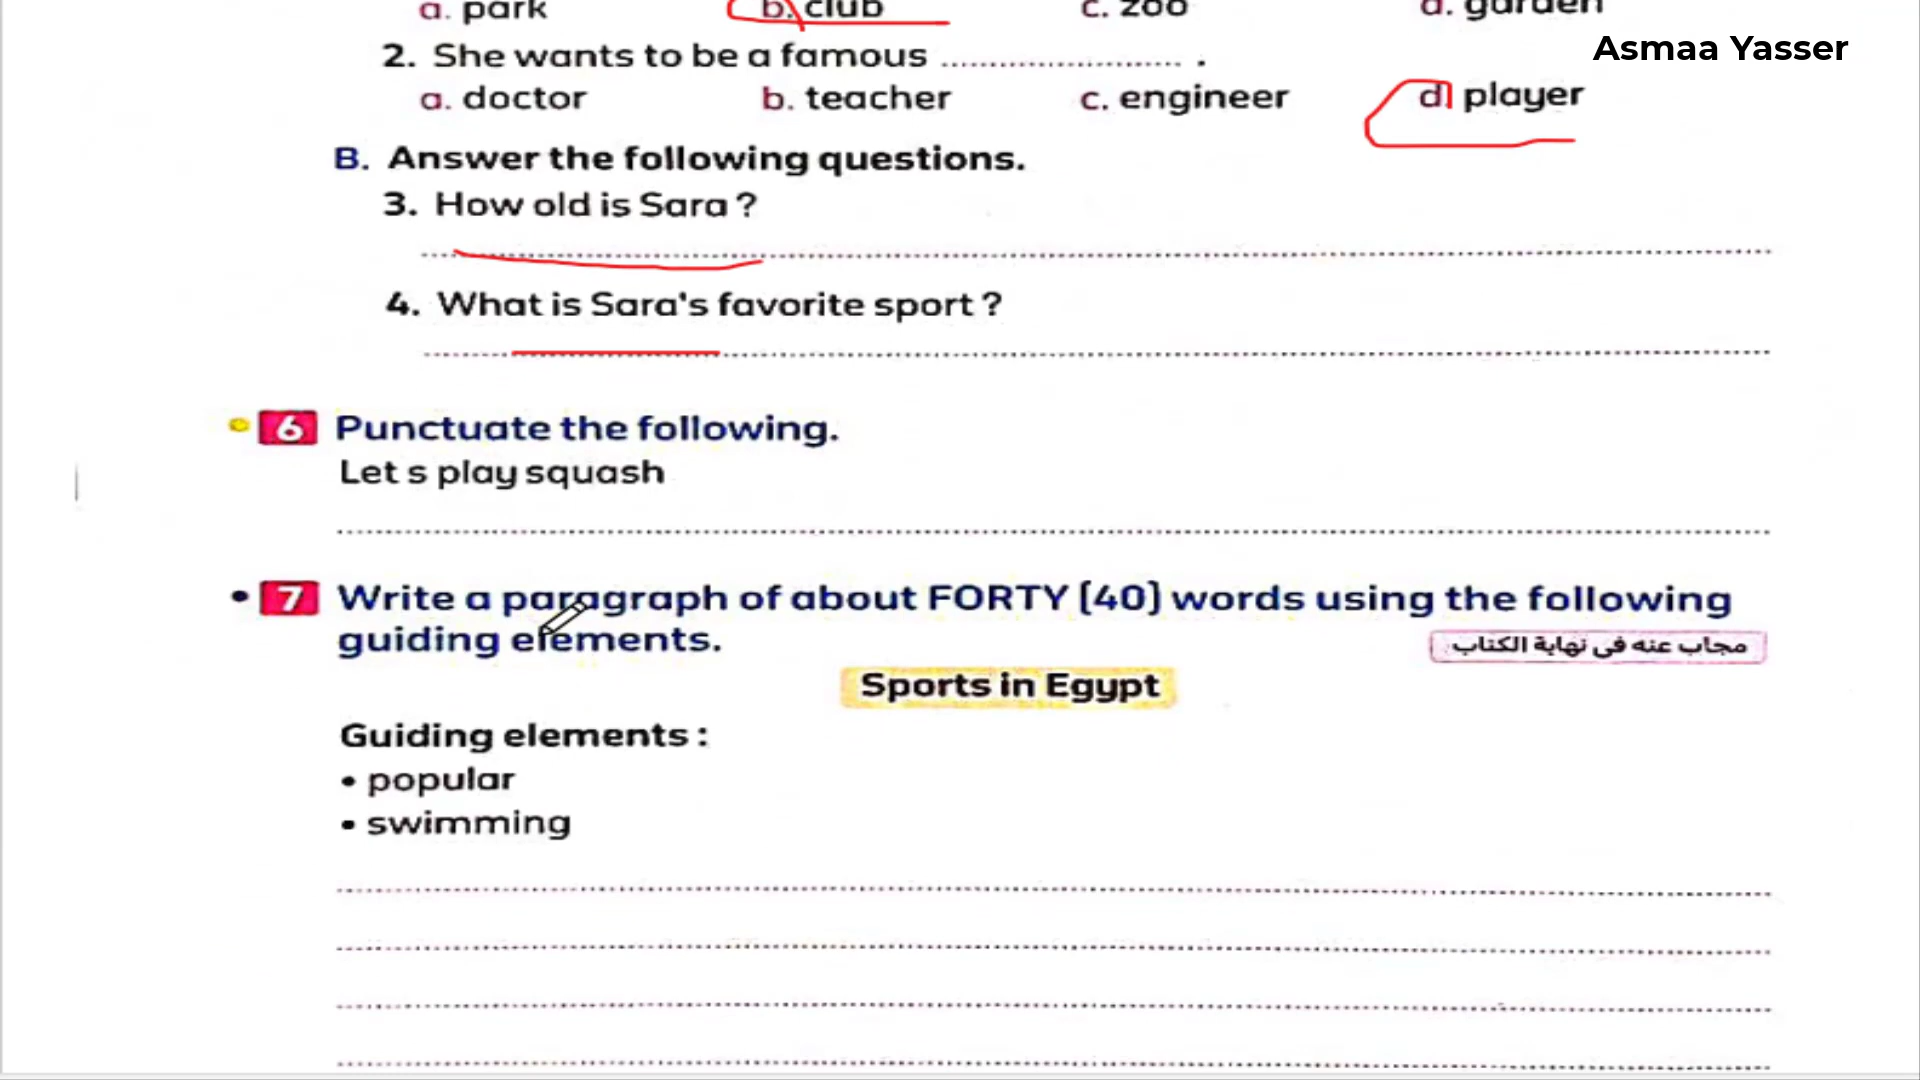 a. park b. club c. zoo d. garden
Asmaa Yasser
2. She wants to be a famous ........................ .
a. doctor b. teacher c. engineer d. player
B. Answer the following questions.
3. How old is Sara ?
4. What is Sara's favorite sport ?
6 Punctuate the following.
Let s play squash
7 Write a paragraph of about FORTY (40) words using the following
guiding elements.
مجاب عنه فى نهاية الكتاب
Sports in Egypt
Guiding elements :
• popular
• swimming